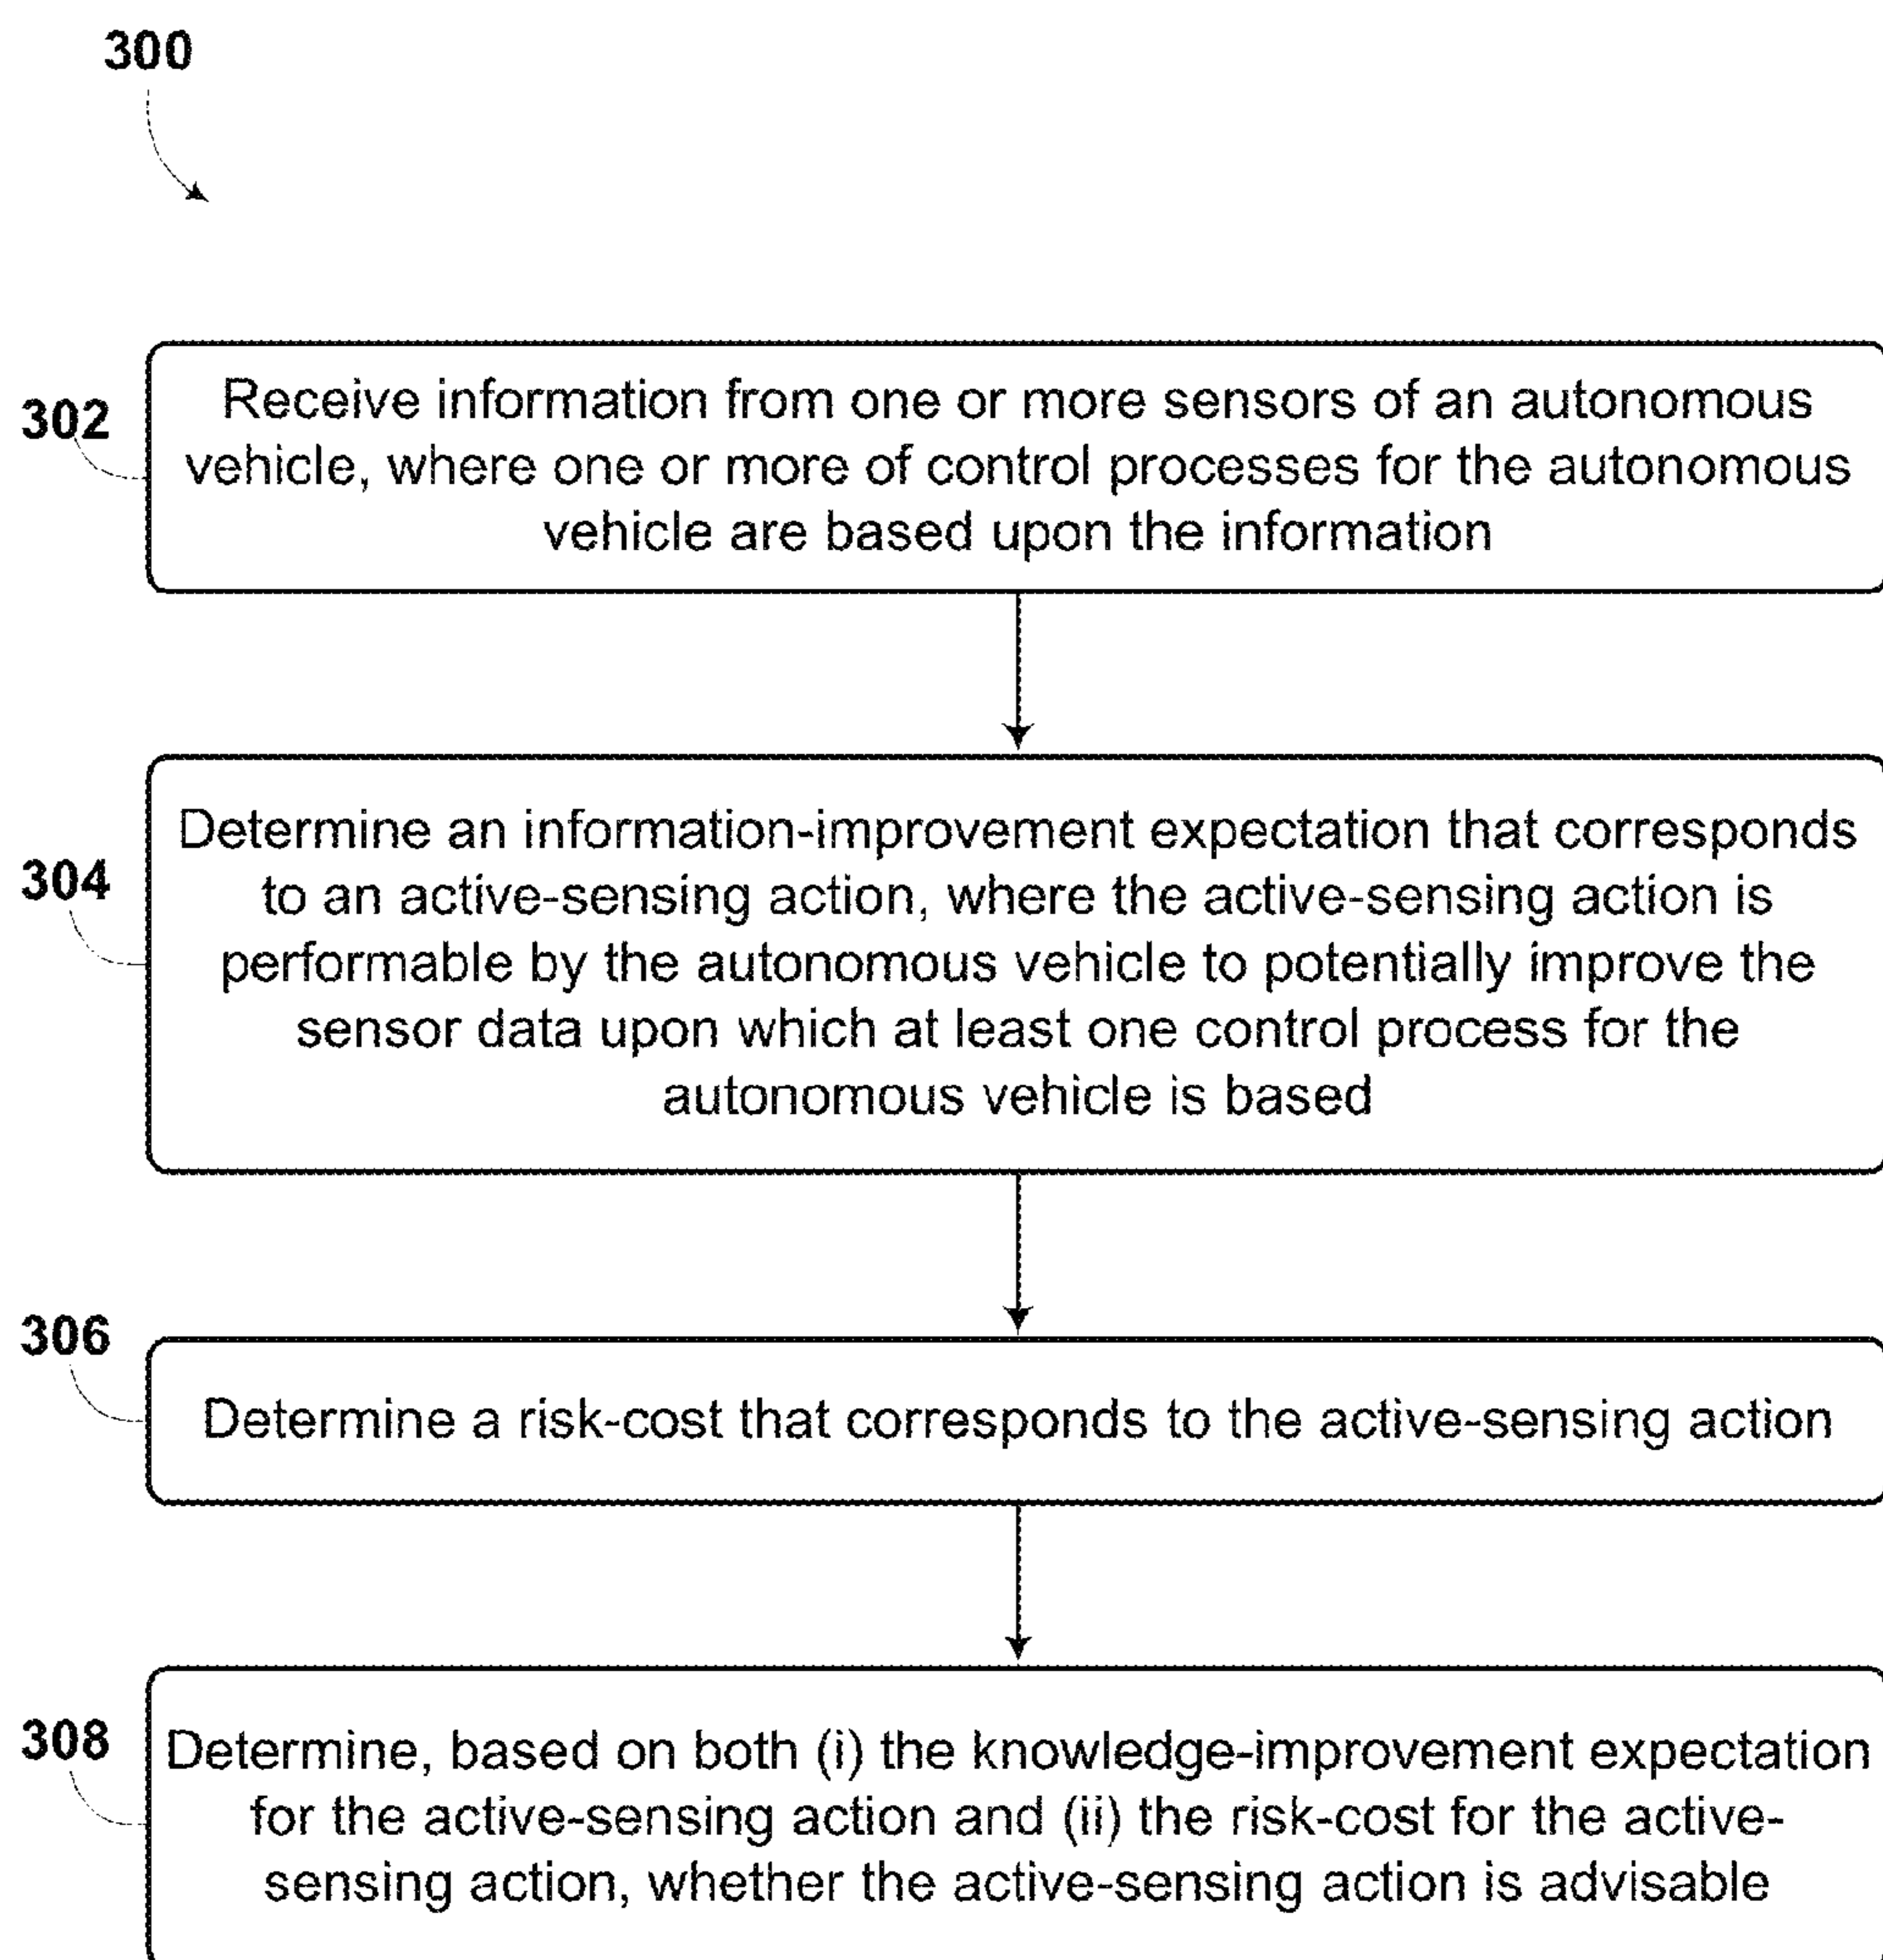 300
302
Receive information from one or more sensors of an autonomous
vehicle, where one or more of control processes for the autonomous
vehicle are based upon the information
304
Determine an information-improvement expectation that corresponds
to an active-sensing action, where the active-sensing action is
performable by the autonomous vehicle to potentially improve the
sensor data upon which at least one control process for the
autonomous vehicle is based
306
Determine a risk-cost that corresponds to the active-sensing action
308
Determine, based on both (i) the knowledge-improvement expectation
for the active-sensing action and (ii) the risk-cost for the active-
sensing action, whether the active-sensing action is advisable